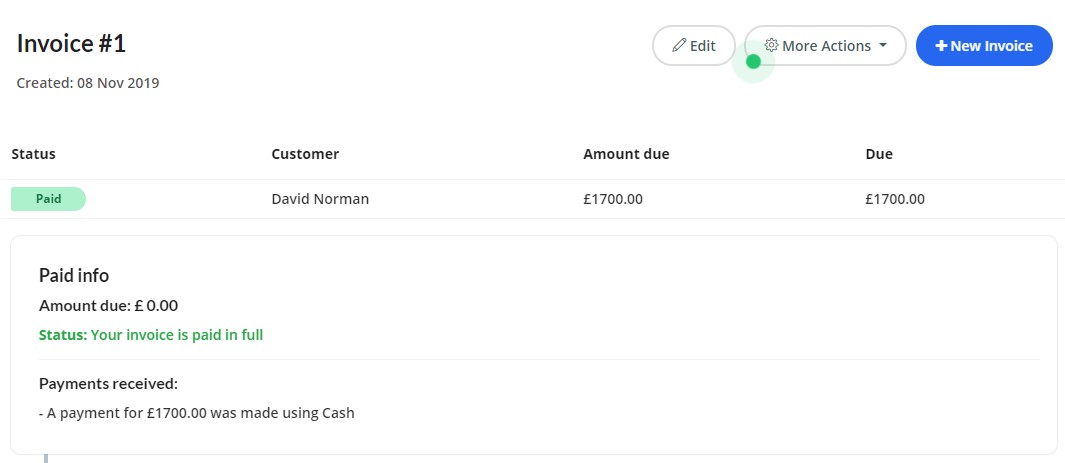 Invoice #1
Edit
More Actions
New Invoice
Created: 08 Nov 2019
Status Customer Amount due Due
Paid David Norman £1700.00 £1700.00
Paid info
Amount due: £ 0.00
Status: Your invoice is paid in full
Payments received:
- A payment for £1700.00 was made using Cash